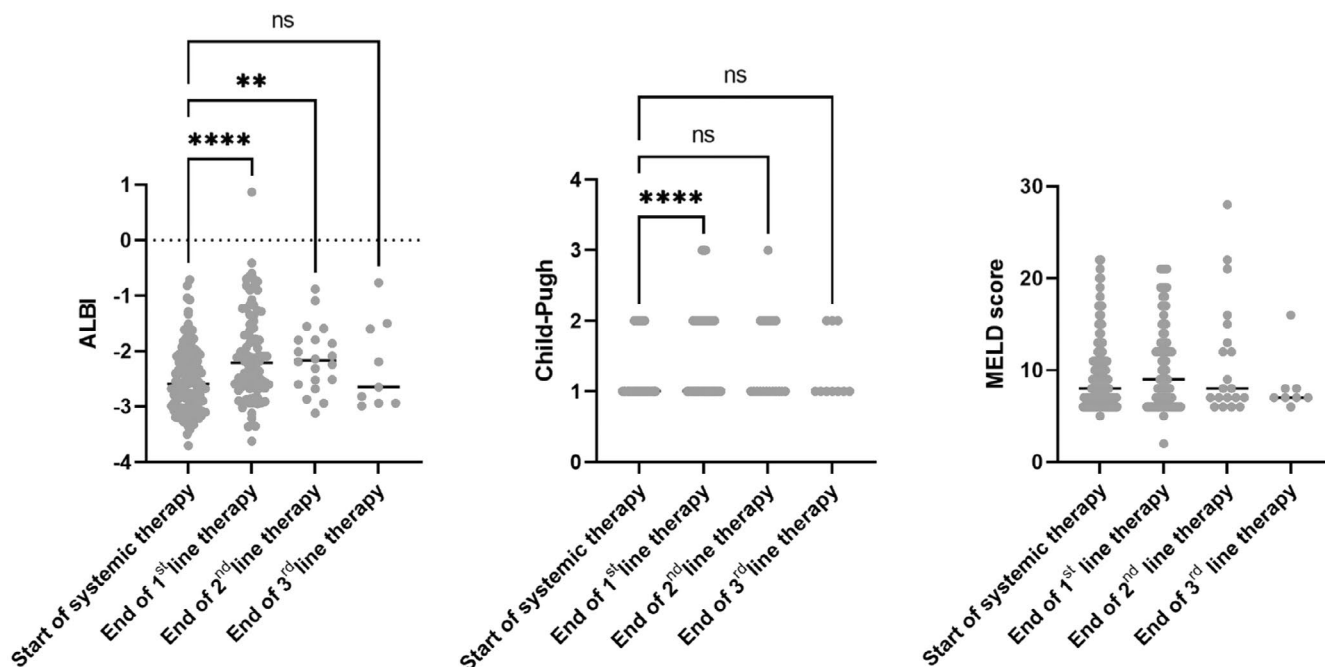 ns
**
****
ALBI
1
0
-1
-2
-3
-4
Start of systemic therapy
End of 1st line therapy
End of 2nd line therapy
End of 3rd line therapy
ns
ns
****
Child-Pugh
4
3
2
1
0
Start of systemic therapy
End of 1st line therapy
End of 2nd line therapy
End of 3rd line therapy
MELD score
30
20
10
0
Start of systemic therapy
End of 1st line therapy
End of 2nd line therapy
End of 3rd line therapy